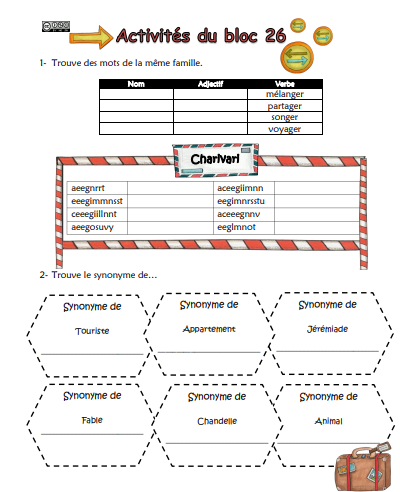 Activités du bloc 26
1- Trouve des mots de la même famille.
Nom Adjectif Verbe
mélanger
partager
songer
voyager
Charivari
aeegnrrt aceegiimnn
eeegimmnsst eegimnrsstu
ceeegiillnnt aceeegnnv
aeegosuvy eeglmnot
2- Trouve le synonyme de...
Synonyme de Synonyme de Synonyme de
Touriste Appartement Jérémiade
Synonyme de Synonyme de Synonyme de
Fable Chandelle Animal